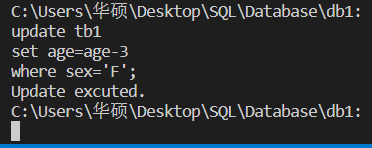 C:\Users\华硕\Desktop\SQL\Database\db1:
update tb1
set age=age-3
where sex='F';
Update excuted.
C:\Users\华硕\Desktop\SQL\Database\db1: